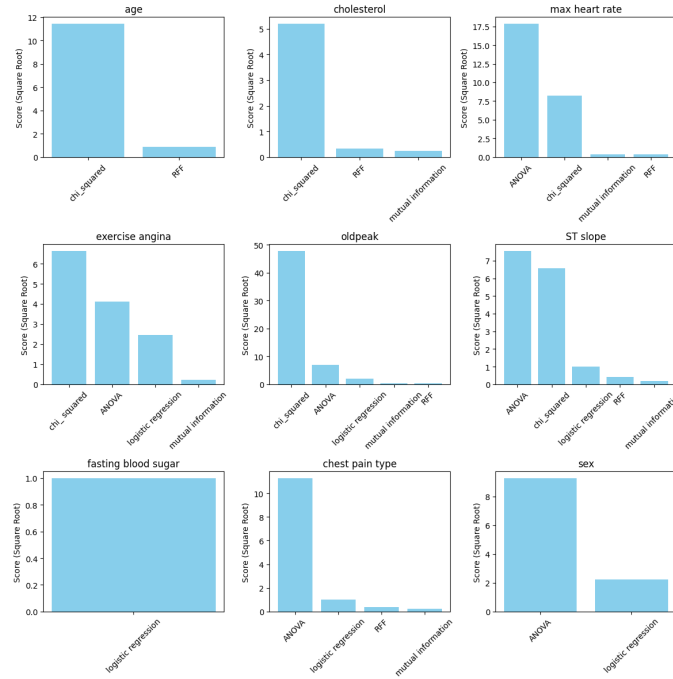 age
cholesterol
max heart rate
12
10
8
6
4
2
0
Score (Square Root)
chi_squared
RFF
5
4
3
2
1
0
Score (Square Root)
chi_squared
RFF
mutual information
17.5
15.0
12.5
10.0
7.5
5.0
2.5
0.0
Score (Square Root)
ANOVA
chi_squared
mutual information
RFF
exercise angina
oldpeak
ST slope
6
5
4
3
2
1
0
Score (Square Root)
chi_ squared
ANOVA
logistic regression
mutual information
50
40
30
20
10
0
Score (Square Root)
chi_squared
ANOVA
logistic regression
mutual information
RFF
7
6
5
4
3
2
1
0
Score (Square Root)
ANOVA
chi_squared
logistic regression
RFF
mutual information
fasting blood sugar
chest pain type
sex
1.0
0.8
0.6
0.4
0.2
0.0
Score (Square Root)
logistic regression
10
8
6
4
2
0
Score (Square Root)
ANOVA
logistic regression
RFF
mutual information
8
6
4
2
0
Score (Square Root)
ANOVA
logistic regression